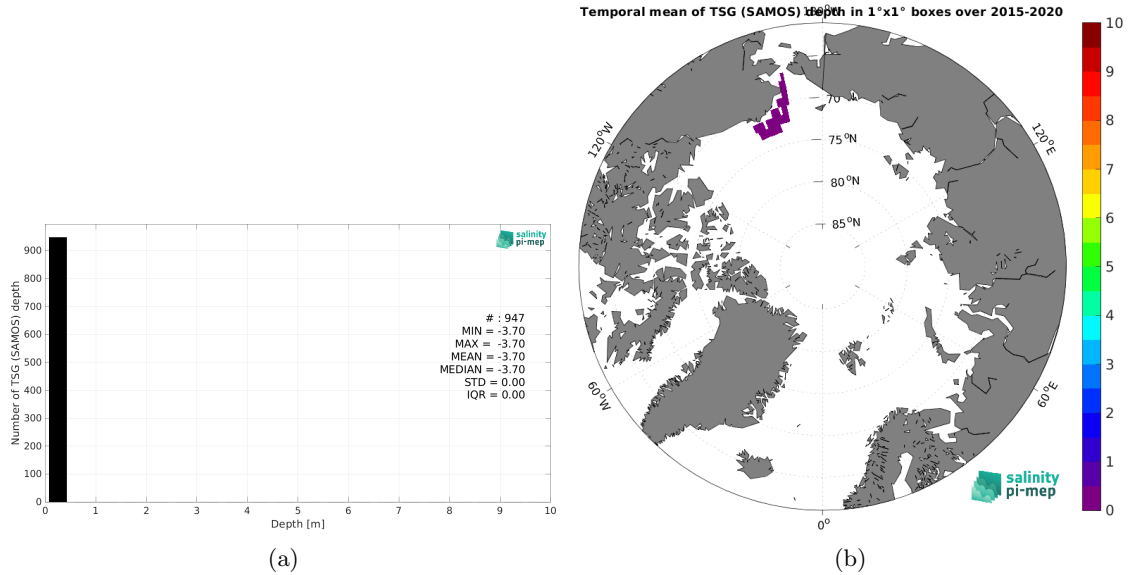 Number of TSG (SAMOS) depth
900
800
700
600
500
400
300
200
100
0
0 1 2 3 4 5 6 7 8 9 10
Depth [m]
salinity
pi-mep
# : 947
MIN = -3.70
MAX = -3.70
MEAN = -3.70
MEDIAN = -3.70
STD = 0.00
IQR = 0.00
(a)
Temporal mean of TSG (SAMOS) depth in 1°x1° boxes over 2015-2020
180°W
120°W
120°E
70°N
75°N
80°N
85°N
60°W
60°E
0°
salinity
pi-mep
10
9
8
7
6
5
4
3
2
1
0
(b)